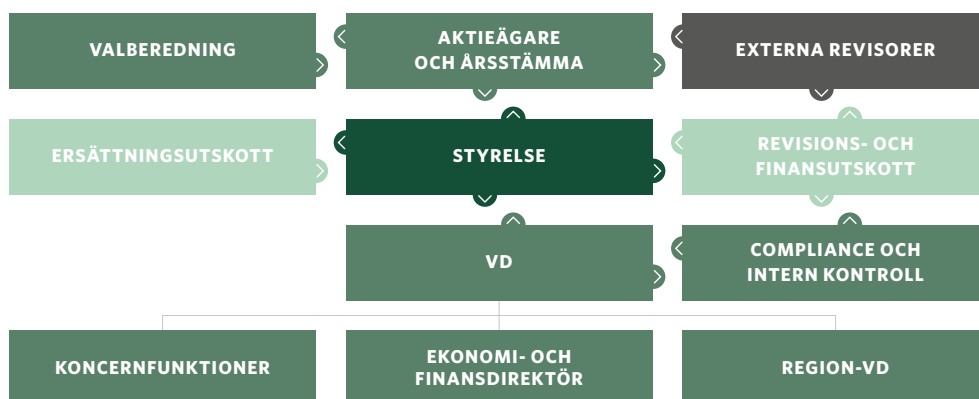 VALBEREDNING
AKTIEÄGARE
OCH ÅRSSTÄMMA
EXTERNA REVISORER
ERSÄTTNINGSUTSKOTT
STYRELSE
REVISIONS- OCH
FINANSUTSKOTT
VD
COMPLIANCE OCH
INTERN KONTROLL
KONCERNFUNKTIONER
EKONOMI- OCH
FINANSDIREKTÖR
REGION-VD